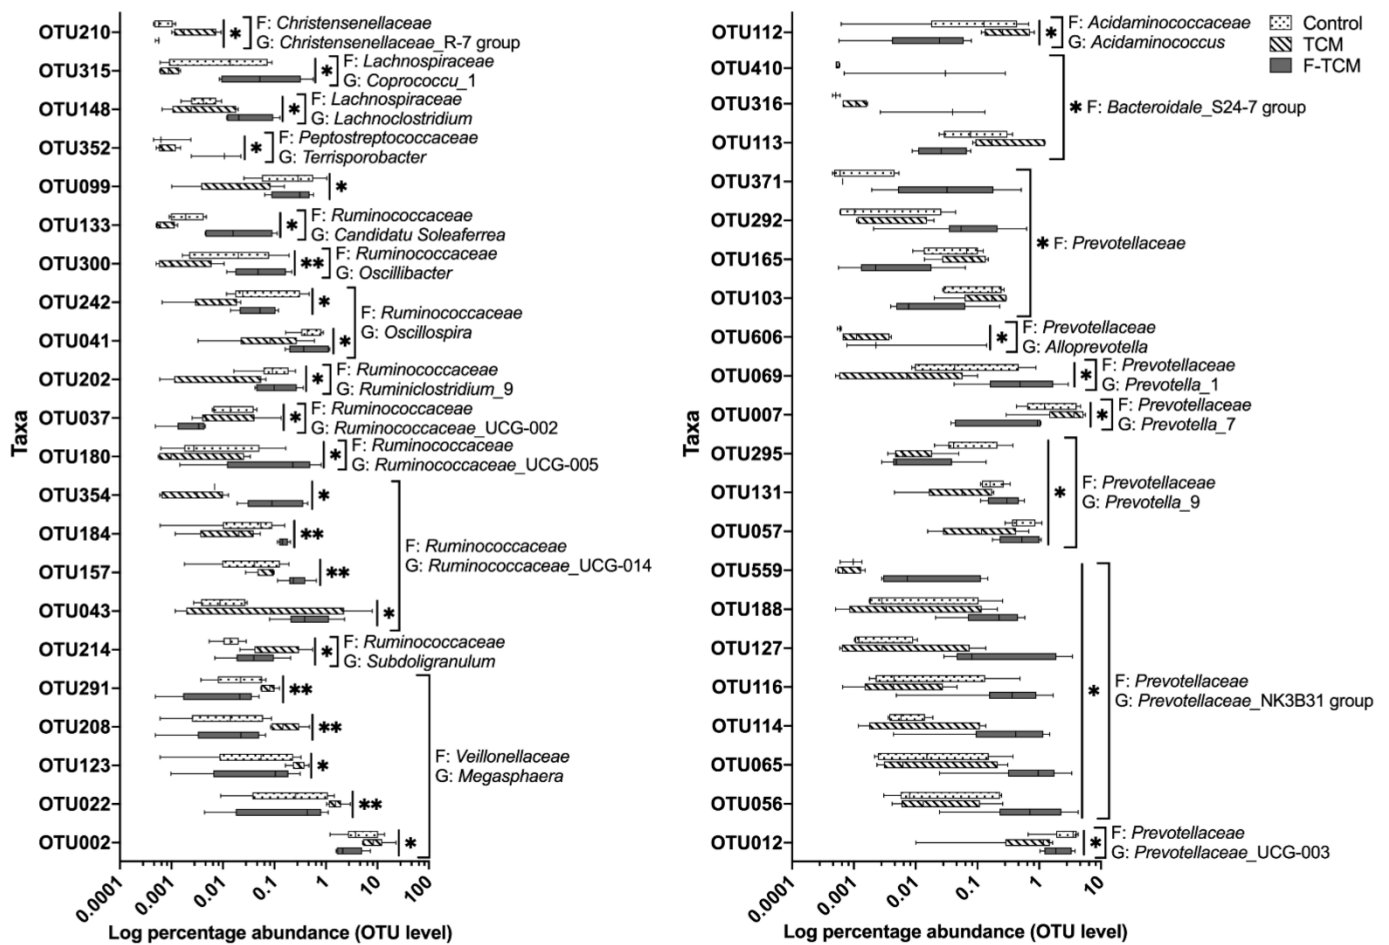 OTU210
OTU315
OTU148
OTU352
OTU099
OTU133
OTU300
OTU242
OTU041
OTU202
OTU037
OTU180
OTU354
OTU184
OTU157
OTU043
OTU214
OTU291
OTU208
OTU123
OTU022
OTU002
Taxa
* F: Christensenellaceae
G: Christensenellaceae_R-7 group
* F: Lachnospiraceae
G: Coprococcu_1
* F: Lachnospiraceae
G: Lachnoclostridium
* F: Peptostreptococcaceae
G: Terrisporobacter
*
* F: Ruminococcaceae
G: Candidatu Soleaferrea
** F: Ruminococcaceae
G: Oscillibacter
*
F: Ruminococcaceae
G: Oscillospira
*
* F: Ruminococcaceae
G: Ruminiclostridium_9
* F: Ruminococcaceae
G: Ruminococcaceae_UCG-002
* F: Ruminococcaceae
G: Ruminococcaceae_UCG-005
*
**
F: Ruminococcaceae
G: Ruminococcaceae_UCG-014
**
*
* F: Ruminococcaceae
G: Subdoligranulum
**
**
F: Veillonellaceae
G: Megasphaera
*
**
*
0.0001 0.001 0.01 0.1 1 10 100
Log percentage abundance (OTU level)
OTU112
OTU410
OTU316
OTU113
OTU371
OTU292
OTU165
OTU103
OTU606
OTU069
OTU007
OTU295
OTU131
OTU057
OTU559
OTU188
OTU127
OTU116
OTU114
OTU065
OTU056
OTU012
Taxa
* F: Acidaminococcaceae
G: Acidaminococcus
* F: Bacteroidale_S24-7 group
* F: Prevotellaceae
* F: Prevotellaceae
G: Alloprevotella
* F: Prevotellaceae
G: Prevotella_1
* F: Prevotellaceae
G: Prevotella_7
* F: Prevotellaceae
G: Prevotella_9
* F: Prevotellaceae
G: Prevotellaceae_NK3B31 group
* F: Prevotellaceae
G: Prevotellaceae_UCG-003
0.0001 0.001 0.01 0.1 1 10
Log percentage abundance (OTU level)
Control
TCM
F-TCM